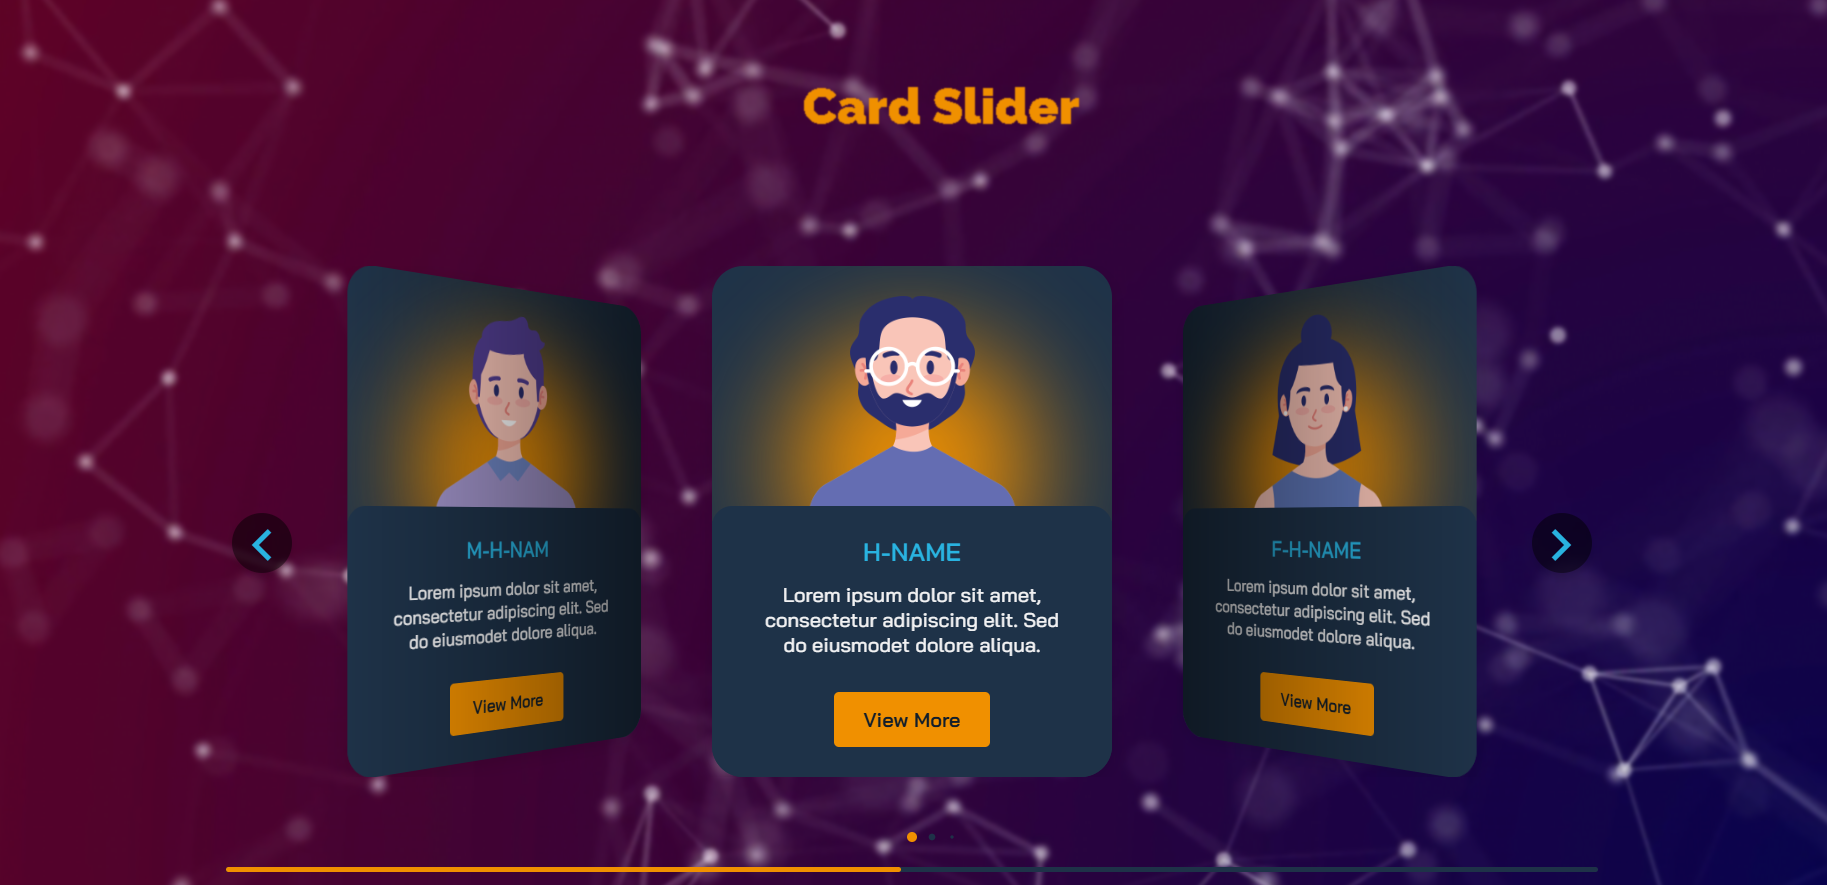 Card Slider
M-H-NAM
Lorem ipsum dolor sit amet,
consectetur adipiscing elit. Sed
do eiusmodet dolore aliqua.
View More
H-NAME
Lorem ipsum dolor sit amet,
consectetur adipiscing elit. Sed
do eiusmodet dolore aliqua.
View More
F-H-NAME
Lorem ipsum dolor sit amet,
consectetur adipiscing elit. Sed
do eiusmodet dolore aliqua.
View More